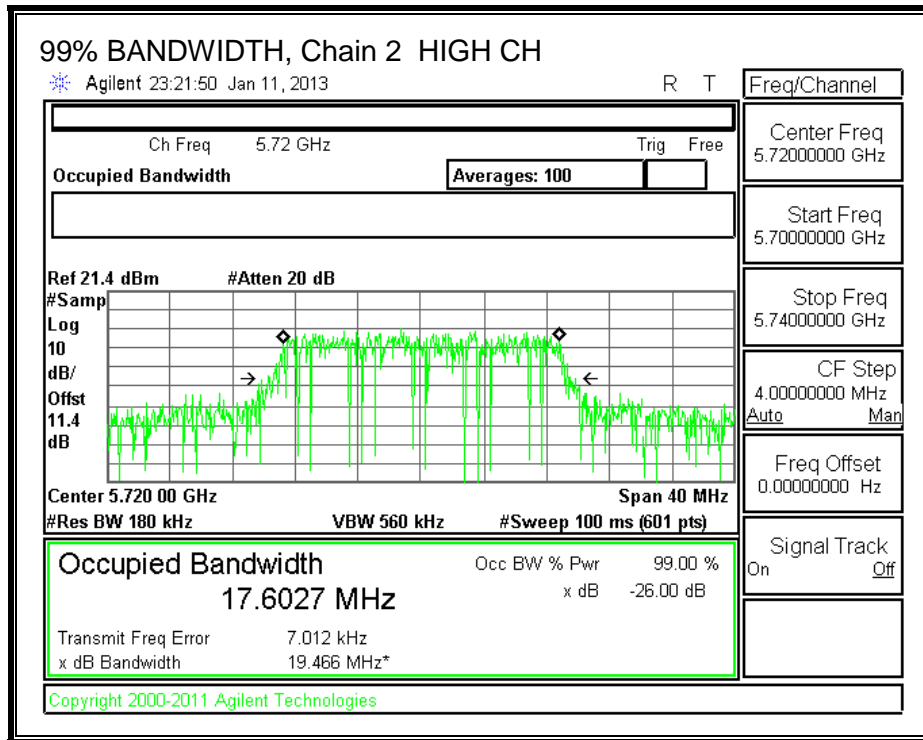 99% BANDWIDTH, Chain 2 HIGH CH
Agilent 23:21:50 Jan 11, 2013 R T
Freq/Channel
Ch Freq 5.72 GHz Trig Free
Occupied Bandwidth Averages: 100
Center Freq
5.72000000 GHz
Start Freq
5.70000000 GHz
Stop Freq
5.74000000 GHz
CF Step
4.00000000 MHz
Auto Man
Freq Offset
0.00000000 Hz
Signal Track
On Off
Ref 21.4 dBm #Atten 20 dB
#Samp
Log
10
dB/
Offst
11.4
dB
Center 5.720 00 GHz Span 40 MHz
#Res BW 180 kHz VBW 560 kHz #Sweep 100 ms (601 pts)
Occupied Bandwidth Occ BW % Pwr 99.00 %
17.6027 MHz x dB -26.00 dB
Transmit Freq Error 7.012 kHz
x dB Bandwidth 19.466 MHz*
Copyright 2000-2011 Agilent Technologies